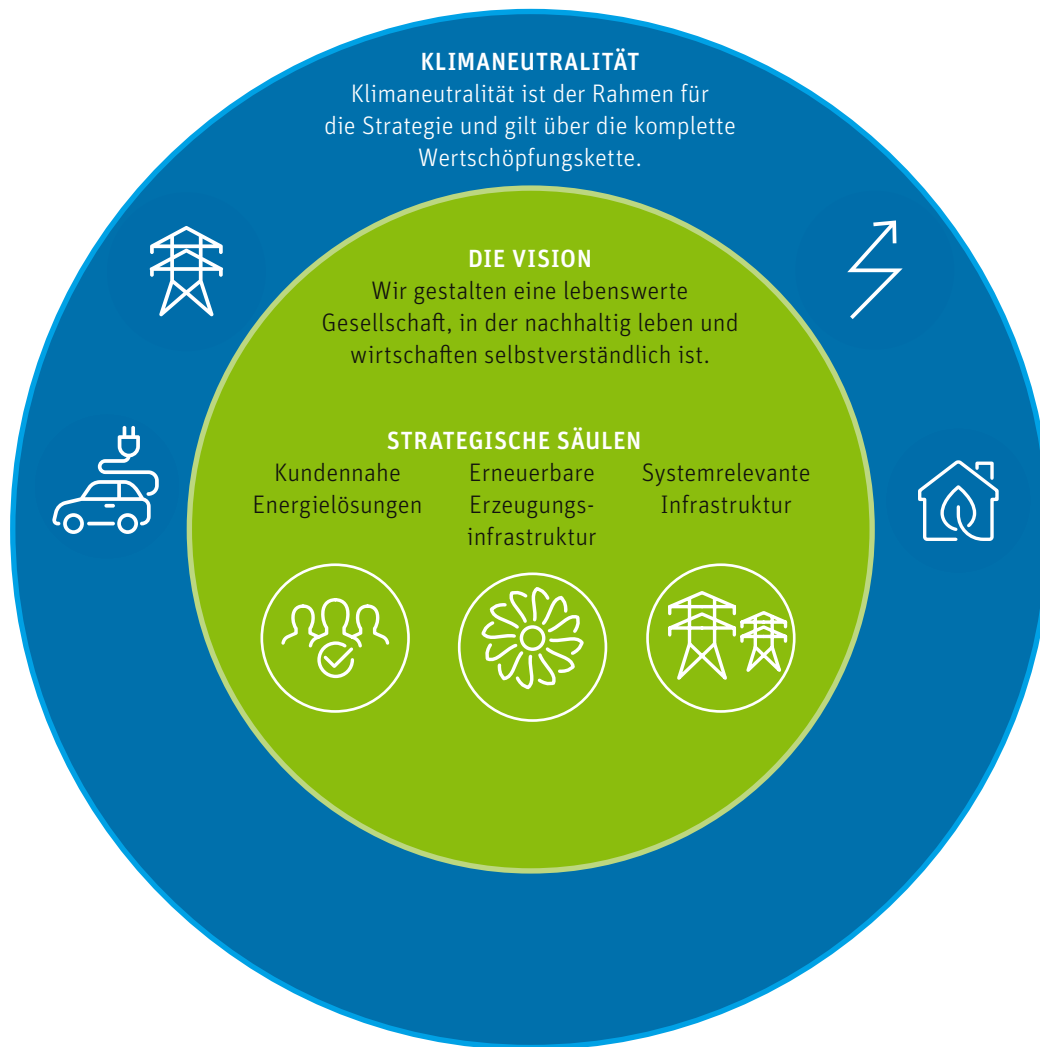 KLIMANEUTRALITÄT
Klimaneutralität ist der Rahmen für
die Strategie und gilt über die komplette
Wertschöpfungskette.
DIE VISION
Wir gestalten eine lebenswerte
Gesellschaft, in der nachhaltig leben und
wirtschaften selbstverständlich ist.
STRATEGISCHE SÄULEN
Kundennahe
Energielösungen
Erneuerbare
Erzeugungs-
infrastruktur
Systemrelevante
Infrastruktur